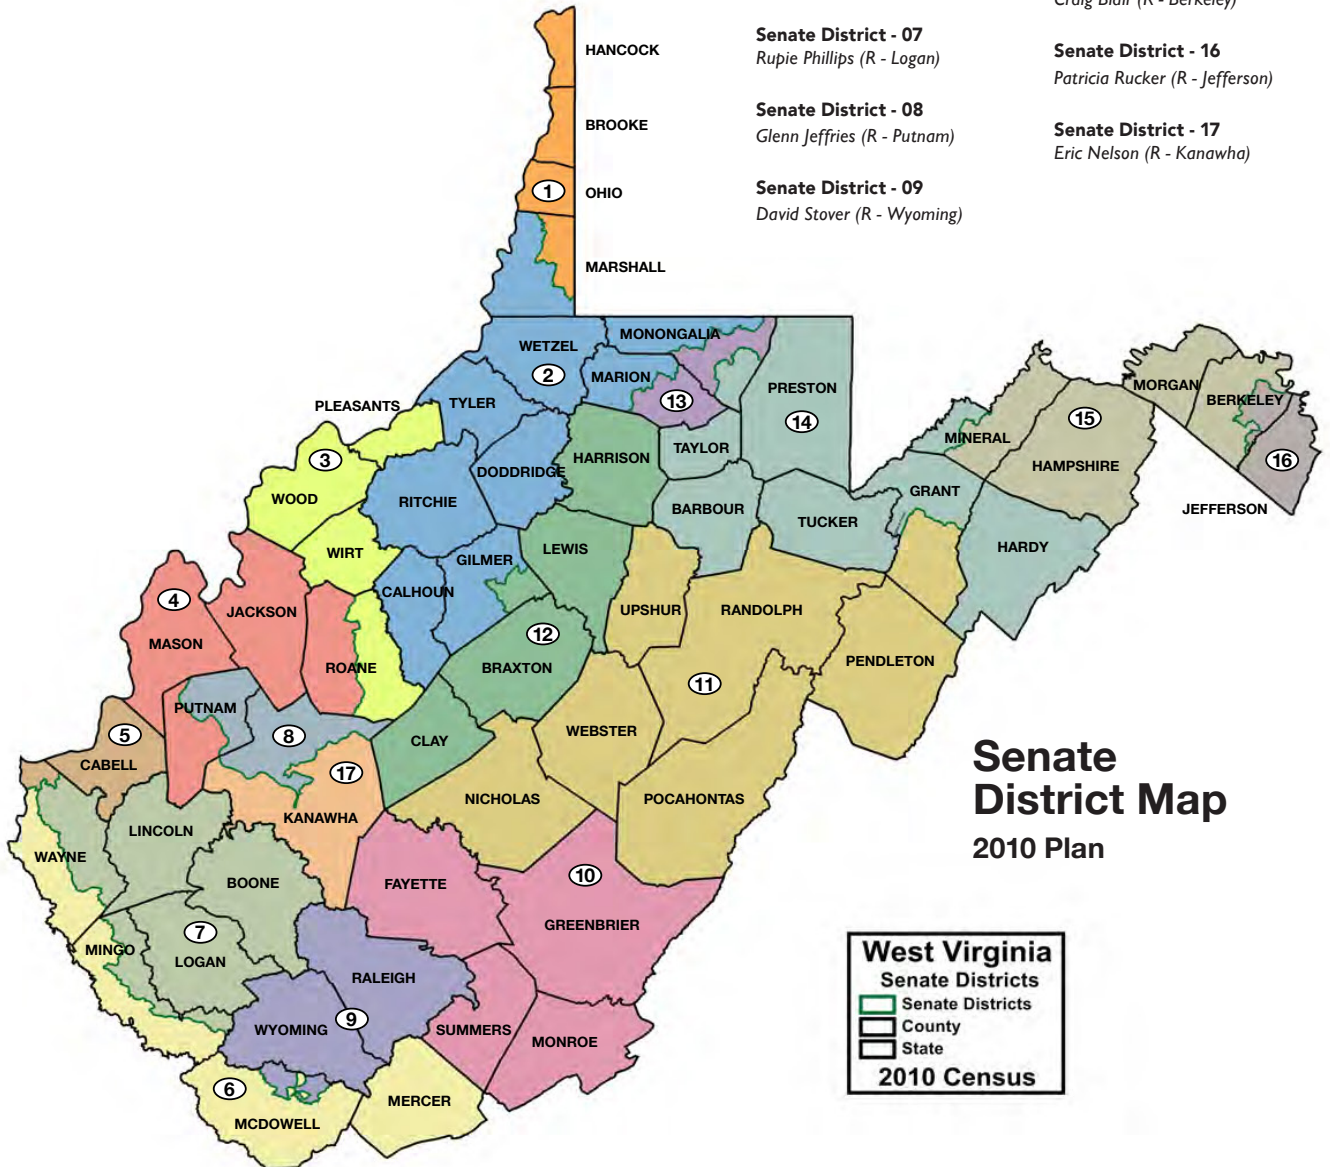 Craig Blair (R - Berkeley)
Senate District - 07
Rupie Phillips (R - Logan)
Senate District - 16
Patricia Rucker (R - Jefferson)
Senate District - 08
Glenn Jeffries (R - Putnam)
Senate District - 17
Eric Nelson (R - Kanawha)
Senate District - 09
David Stover (R - Wyoming)
HANCOCK
BROOKE
1
OHIO
MARSHALL
WETZEL
2
MONONGALIA
MARION
13
PRESTON
14
PLEASANTS
TYLER
3
WOOD
DODDRIDGE
HARRISON
TAYLOR
RITCHIE
BARBOUR
TUCKER
MINERAL
GRANT
HARDY
HAMPSHIRE
15
MORGAN
BERKELEY
16
JEFFERSON
WIRT
GILMER
LEWIS
CALHOUN
UPSHUR
RANDOLPH
4
MASON
JACKSON
ROANE
12
BRAXTON
11
PENDLETON
PUTNAM
8
5
CABELL
CLAY
WEBSTER
17
KANAWHA
NICHOLAS
POCAHONTAS
LINCOLN
WAYNE
BOONE
FAYETTE
10
GREENBRIER
7
LOGAN
MINGO
RALEIGH
WYOMING
9
SUMMERS
MONROE
6
MCDOWELL
MERCER
Senate
District Map
2010 Plan
West Virginia
Senate Districts
Senate Districts
County
State
2010 Census